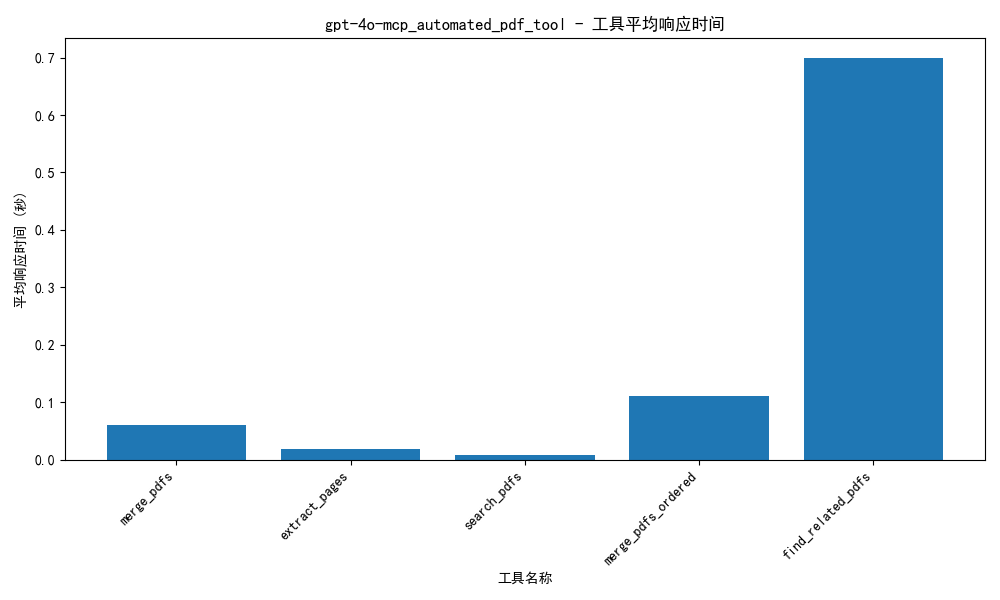 gpt-4o-mcp_automated_pdf_tool - 工具平均响应时间
平均响应时间 (秒)
0.7
0.6
0.5
0.4
0.3
0.2
0.1
0.0
merge_pdfs
extract_pages
search_pdfs
merge_pdfs_ordered
find_related_pdfs
工具名称